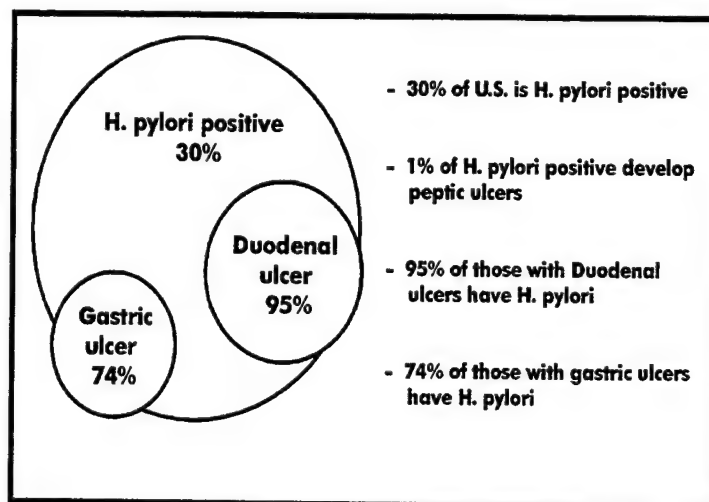 H. pylori positive
30%
Duodenal
ulcer
95%
Gastric
ulcer
74%
- 30% of U.S. is H. pylori positive
- 1% of H. pylori positive develop
peptic ulcers
- 95% of those with Duodenal
ulcers have H. pylori
- 74% of those with gastric ulcers
have H. pylori